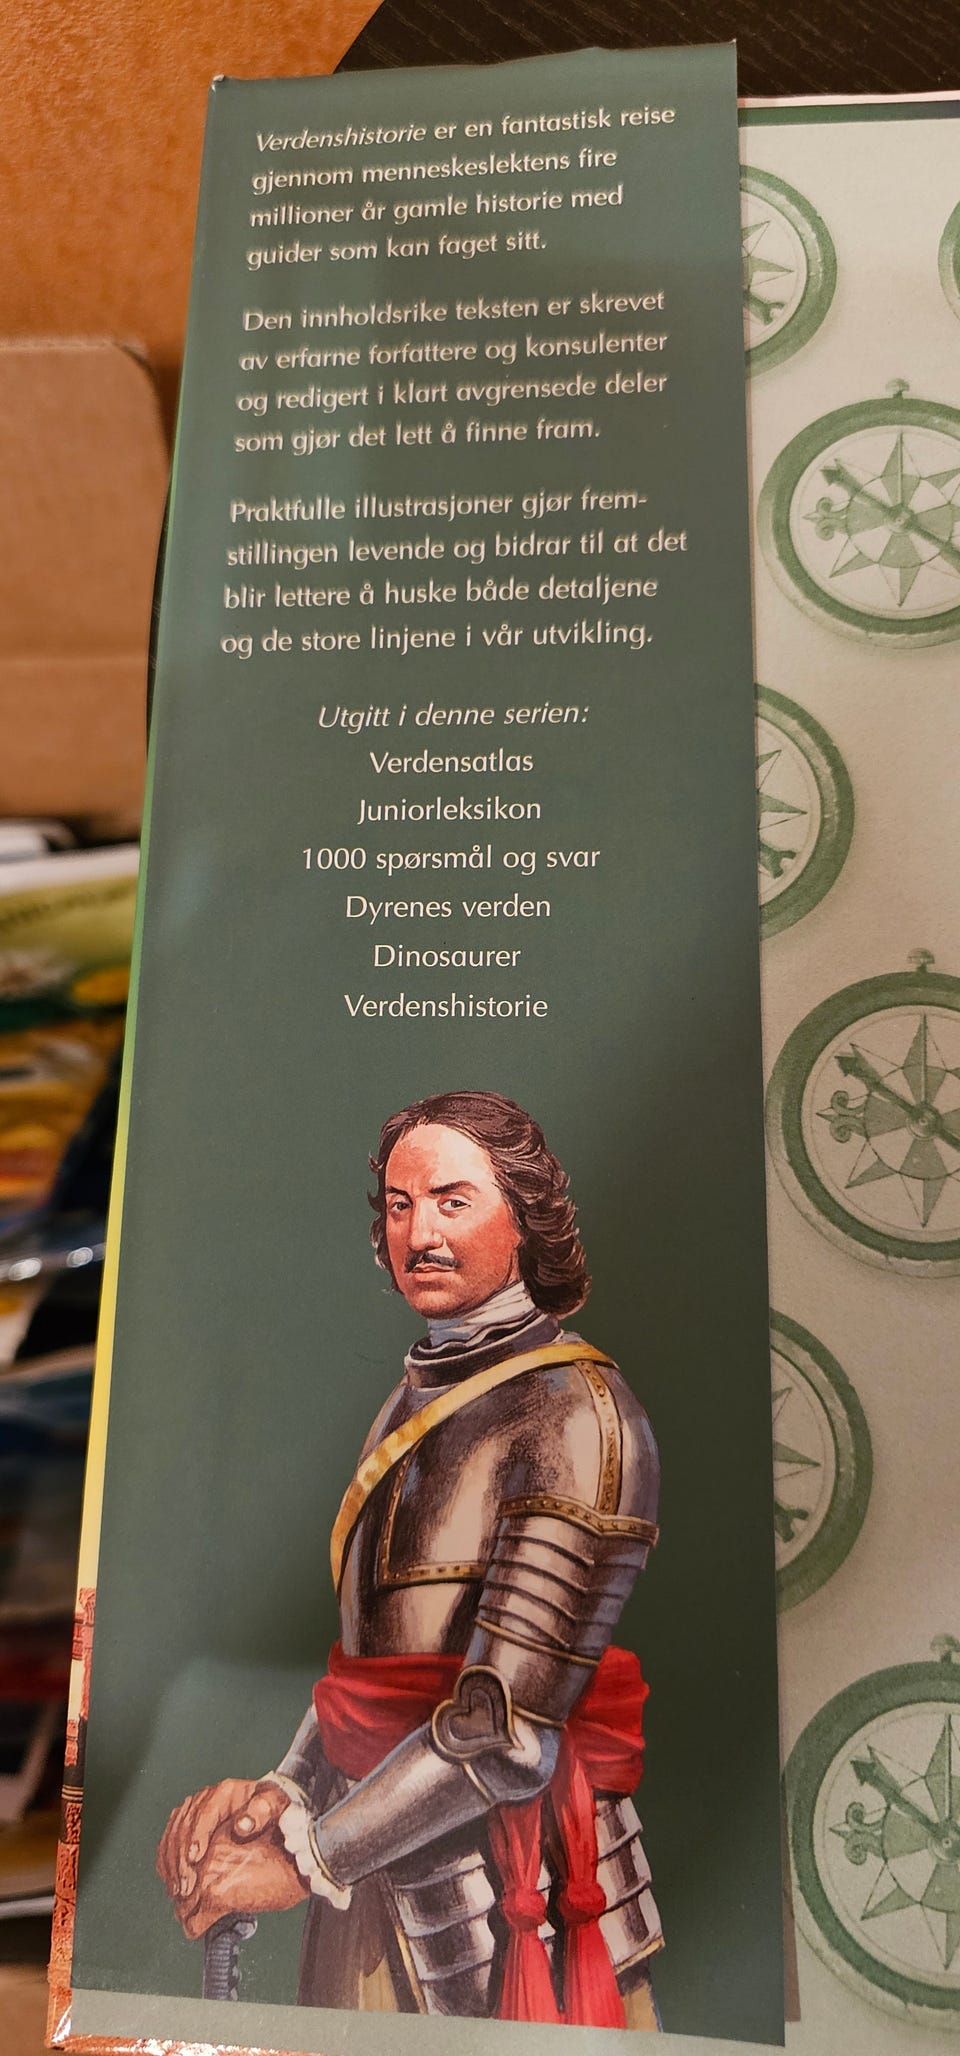 Verdenshistorie er en fantastisk reise
gjennom menneskeslektens fire
millioner år gamle historie med
guider som kan faget sitt.
Den innholdsrike teksten er skrevet
av erfarne forfattere og konsulenter
og redigert i klart avgrensede deler
som gjør det lett å finne fram.
Praktfulle illustrasjoner gjør frem-
stillingen levende og bidrar til at det
blir lettere å huske både detaljene
og de store linjene i vår utvikling.
Utgitt i denne serien:
Verdensatlas
Juniorleksikon
1000 spørsmål og svar
Dyrenes verden
Dinosaurer
Verdenshistorie